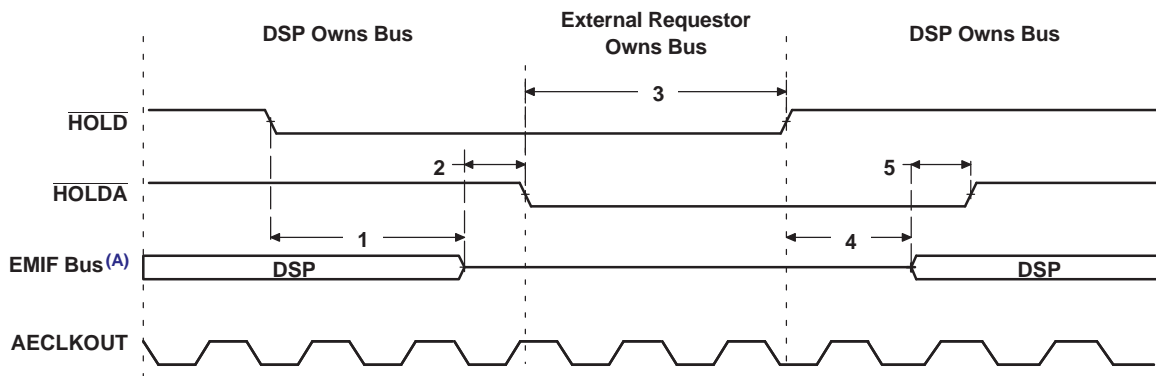 DSP Owns Bus
External Requestor
Owns Bus
DSP Owns Bus
3
HOLD
2
5
HOLDA
1
4
EMIF Bus(A)
DSP
DSP
AECLKOUT